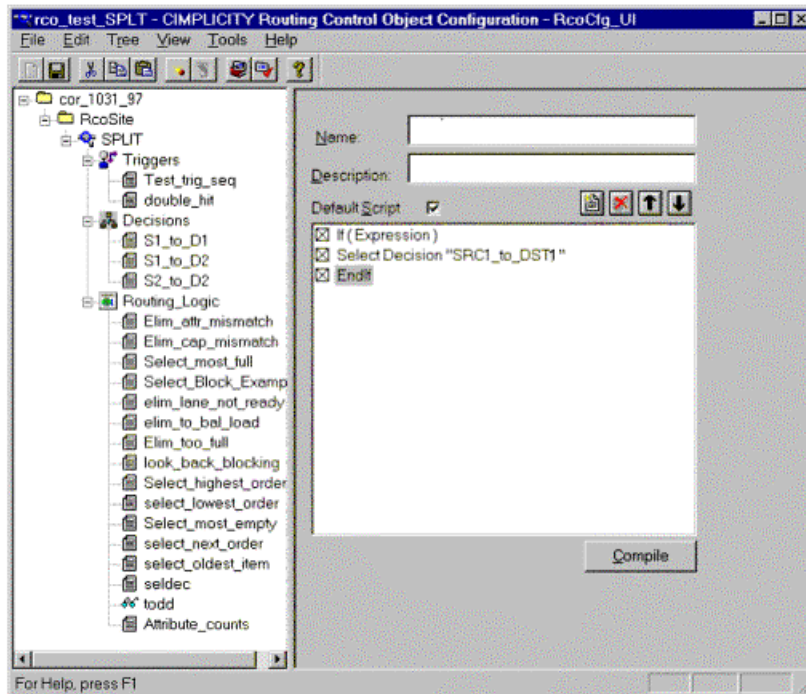 rco_test_SPLT - CIMPLICITY Routing Control Object Configuration - RcoCfg_UI
File Edit Tree View Tools Help
cor_1031_97
RcoSite
SPLIT
Triggers
Test_trig_seq
double_hit
Decisions
S1_to_D1
S1_to_D2
S2_to_D2
Routing_Logic
Elim_attr_mismatch
Elim_cap_mismatch
Select_most_full
Select_Block_Examp
elim_lane_not_ready
elim_to_bal_load
Elim_too_full
look_back_blocking
Select_highest_order
select_lowest_order
Select_most_empty
select_next_order
select_oldest_item
seldec
todd
Attribute_counts
Name:
Description:
Default Script
If ( Expression )
Select Decision "SRC1_to_DST1"
EndIf
Compile
For Help, press F1